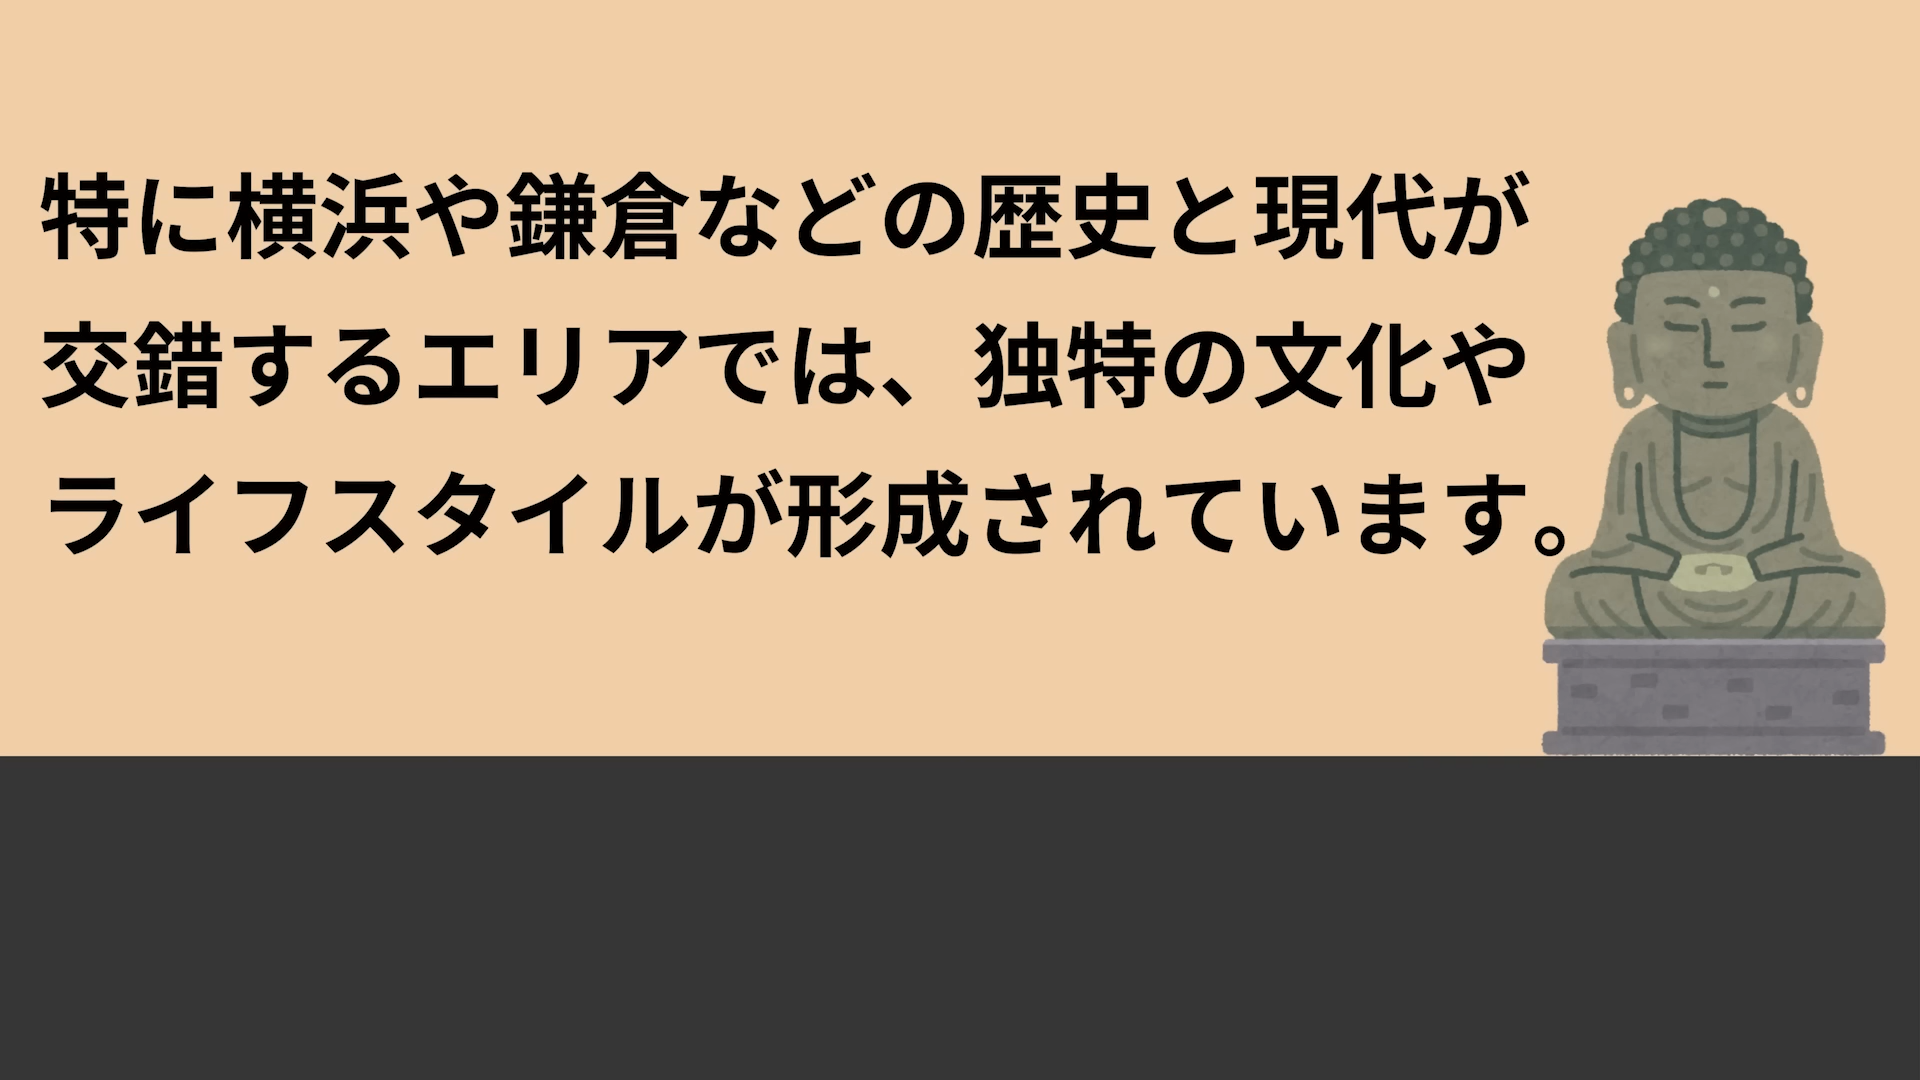 特に横浜や鎌倉などの歴史と現代が
交錯するエリアでは、独特の文化や
ライフスタイルが形成されています。